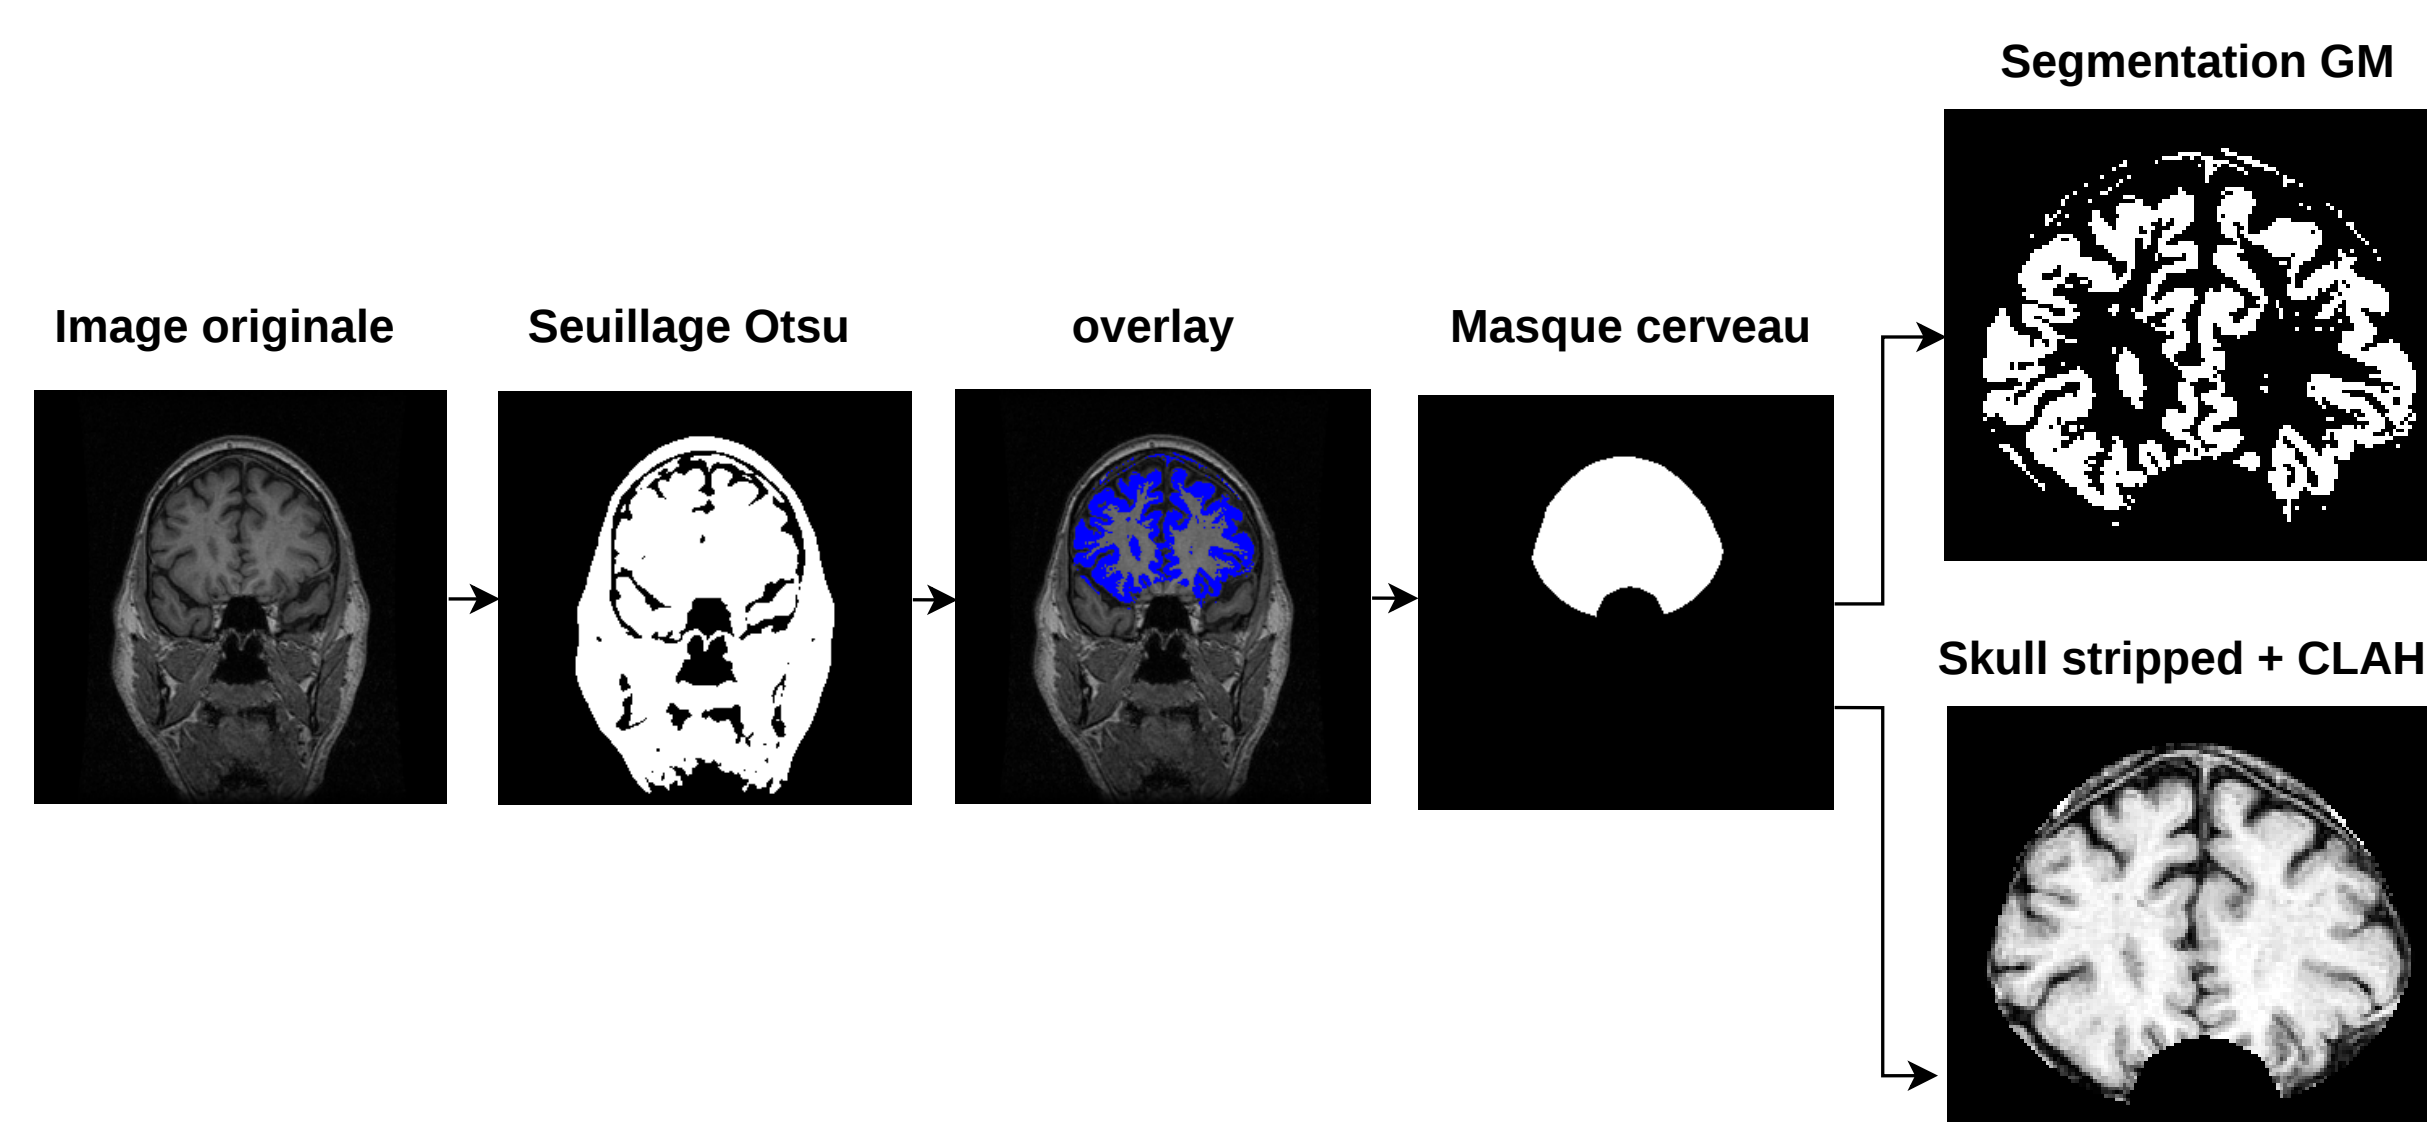 Segmentation GM
Image originale
Seuillage Otsu
overlay
Masque cerveau
Skull stripped + CLAH